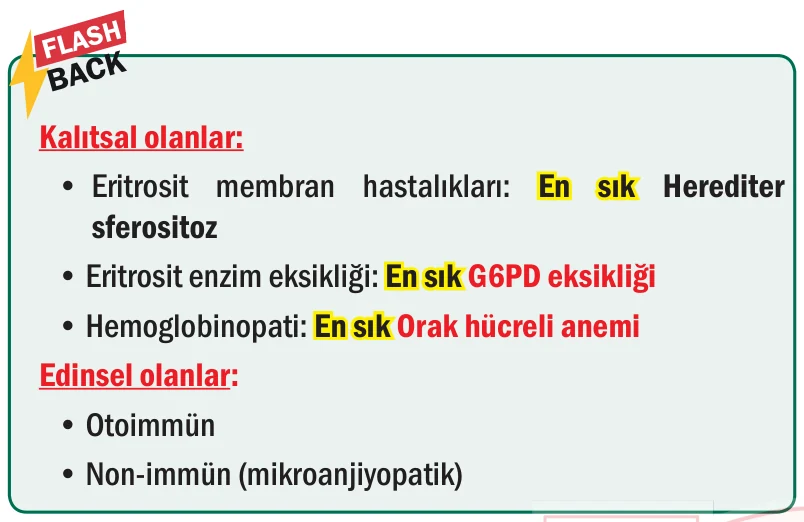 FLASH
BACK
Kalıtsal olanlar:
• Eritrosit membran hastalıkları: En sık Herediter
sferositoz
• Eritrosit enzim eksikliği: En sık G6PD eksikliği
• Hemoglobinopati: En sık Orak hücreli anemi
Edinsel olanlar:
• Otoimmün
• Non-immün (mikroanjiyopatik)